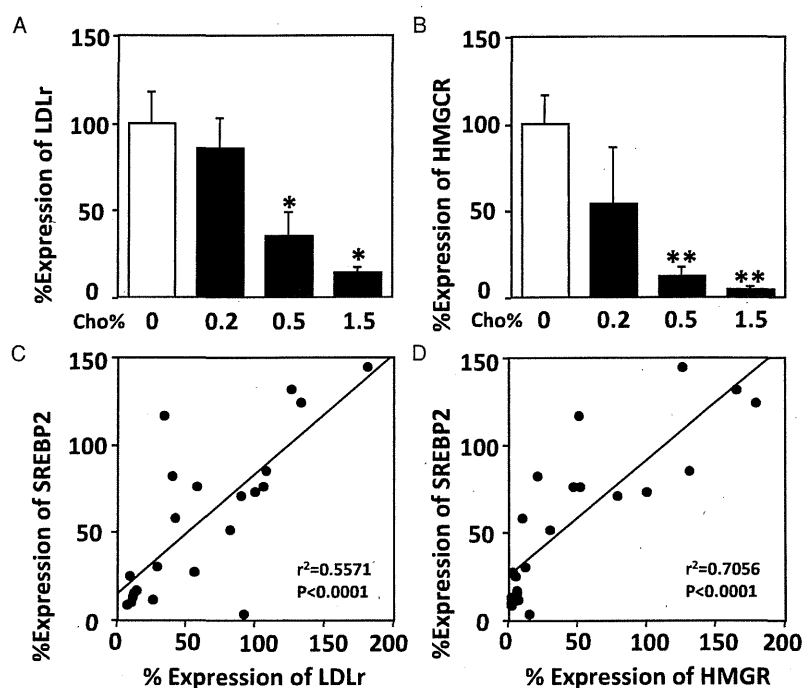 A
B
150
100
50
0
%Expression of LDLr
*
*
Cho% 0 0.2 0.5 1.5
150
100
50
0
%Expression of HMGCR
**
**
Cho% 0 0.2 0.5 1.5
C
D
150
100
50
0
%Expression of SREBP2
r²=0.5571
P<0.0001
0 50 100 150 200
% Expression of LDLr
150
100
50
0
%Expression of SREBP2
r²=0.7056
P<0.0001
0 50 100 150 200
% Expression of HMGR